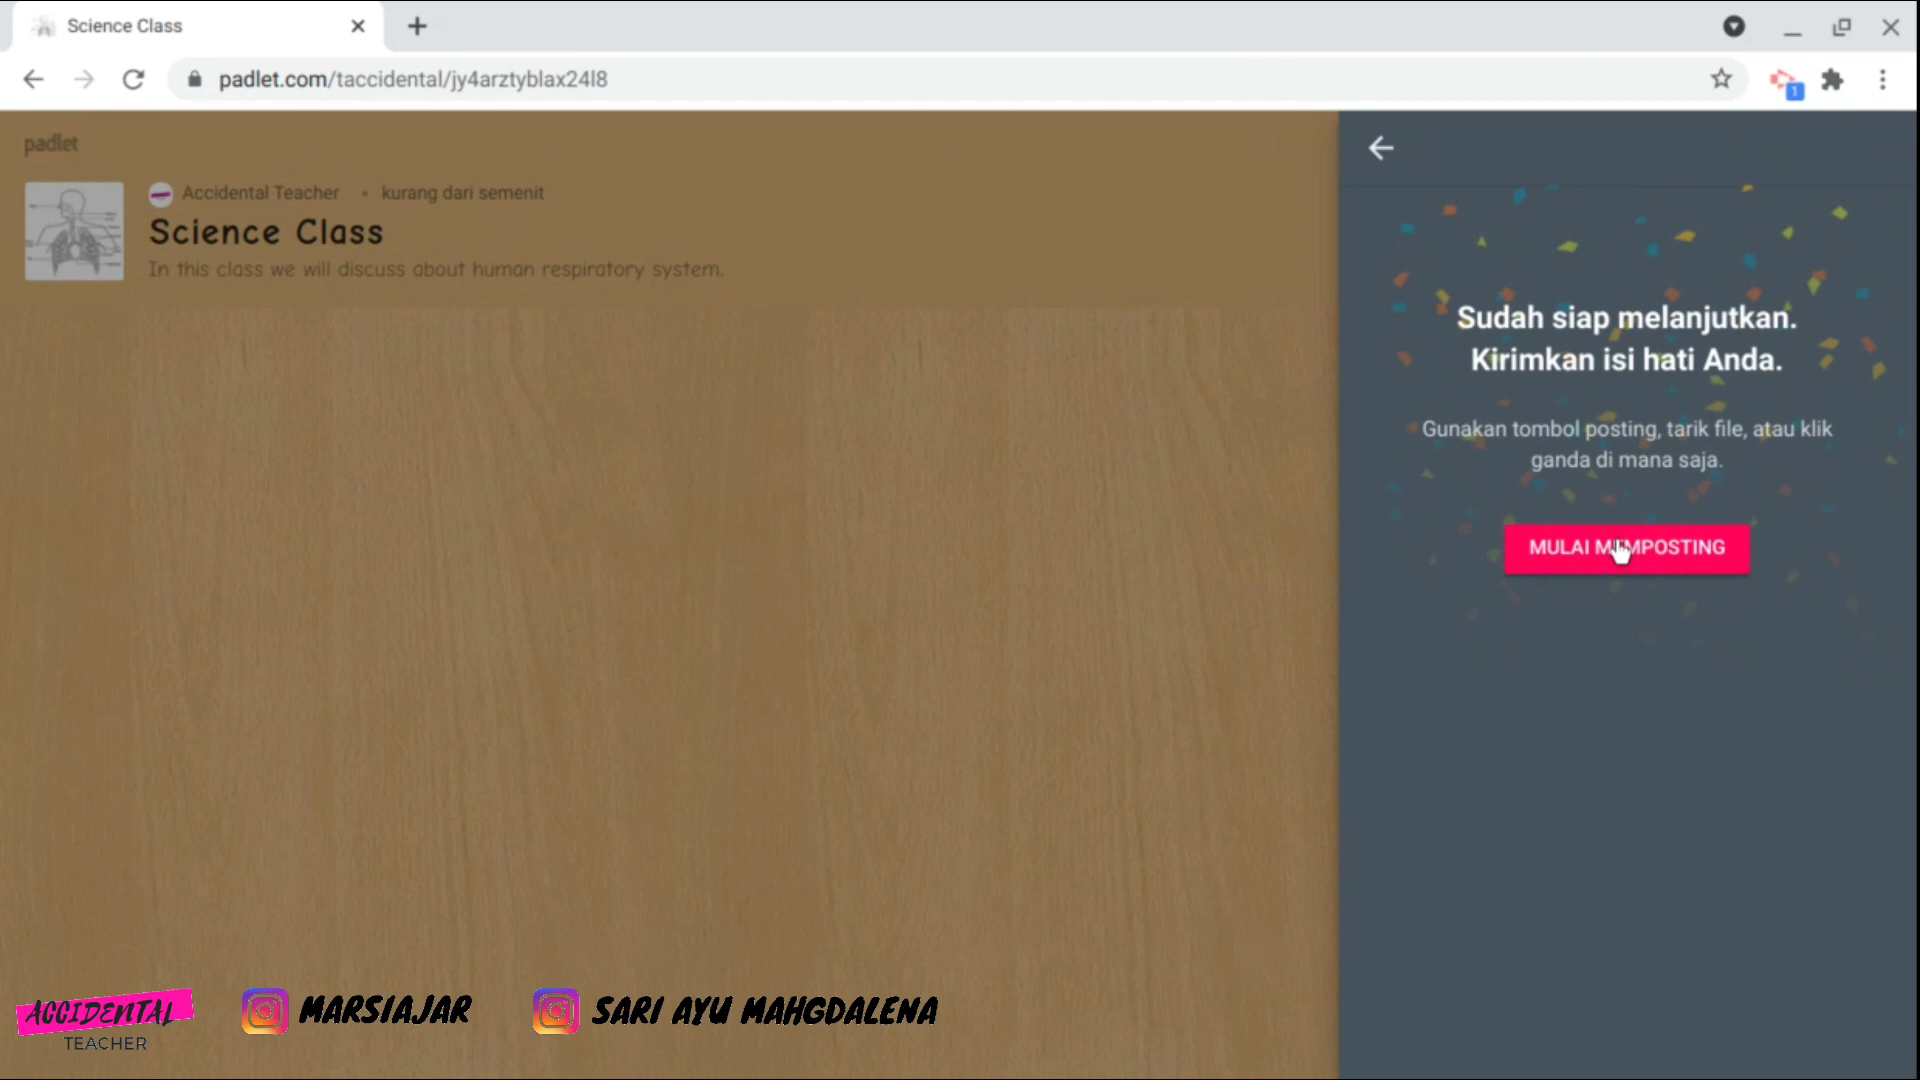 Science Class
padlet.com/taccidental/jy4arztyblax24l8
1
padlet
Accidental Teacher • kurang dari semenit
Science Class
In this class we will discuss about human respiratory system.
Sudah siap melanjutkan.
Kirimkan isi hati Anda.
Gunakan tombol posting, tarik file, atau klik
ganda di mana saja.
MULAI MEMPOSTING
ACCIDENTAL
TEACHER
MARSIAJAR
SARI AYU MAHGDALENA